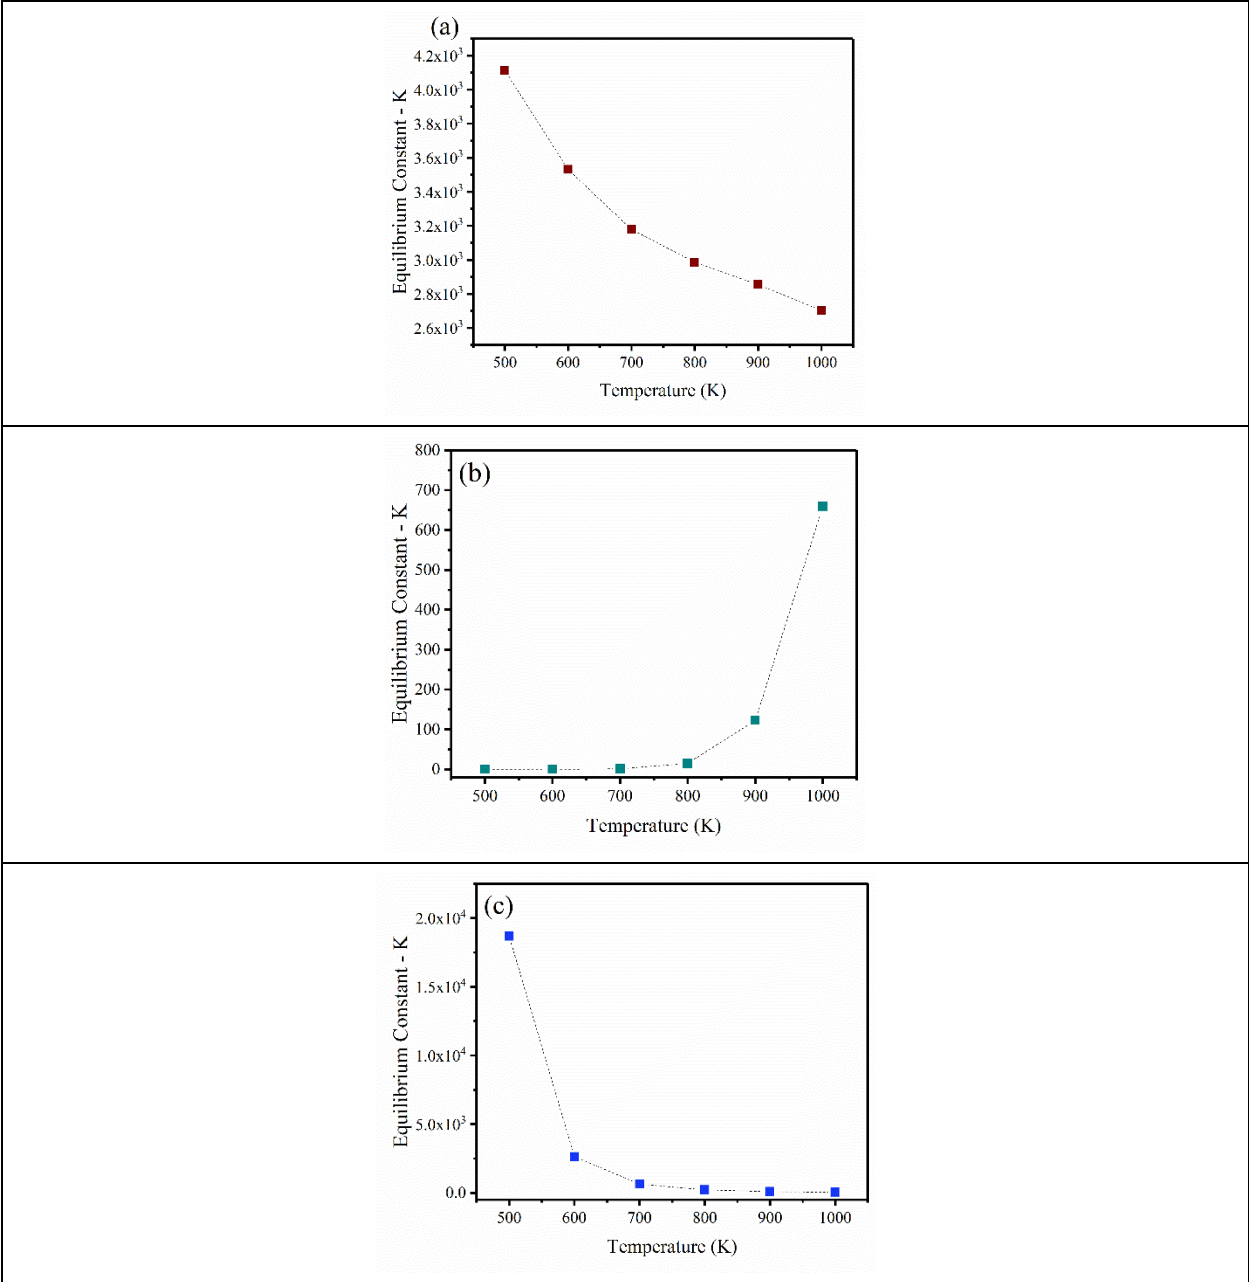 (a)
4.2x10³
4.0x10³
3.8x10³
3.6x10³
3.4x10³
3.2x10³
3.0x10³
2.8x10³
2.6x10³
Equilibrium Constant - K
500 600 700 800 900 1000
Temperature (K)
(b)
800
700
600
500
400
300
200
100
0
Equilibrium Constant - K
500 600 700 800 900 1000
Temperature (K)
(c)
2.0x10⁴
1.5x10⁴
1.0x10⁴
5.0x10³
0.0
Equilibrium Constant - K
500 600 700 800 900 1000
Temperature (K)